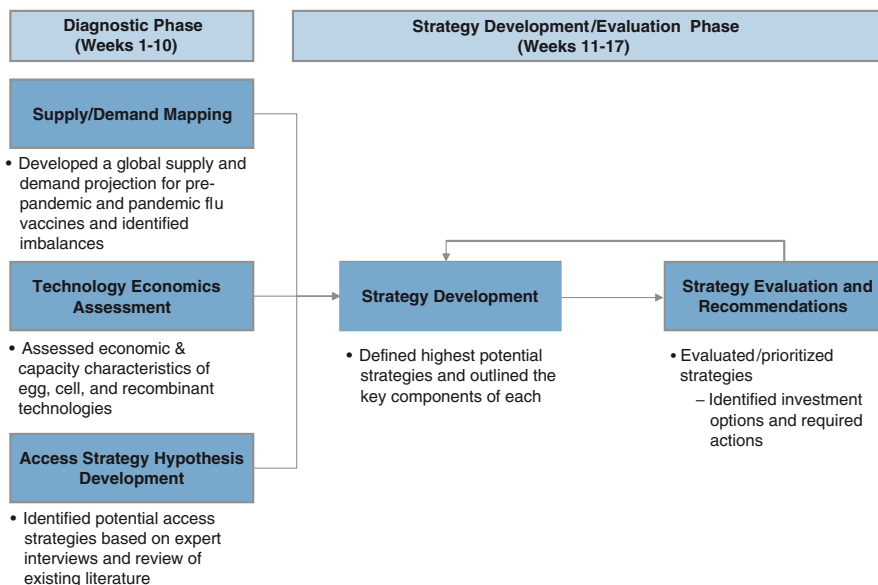 Diagnostic Phase
(Weeks 1-10)
Strategy Development/Evaluation Phase
(Weeks 11-17)
Supply/Demand Mapping
• Developed a global supply and
demand projection for pre-
pandemic and pandemic flu
vaccines and identified
imbalances
Technology Economics
Assessment
• Assessed economic &
capacity characteristics of
egg, cell, and recombinant
technologies
Access Strategy Hypothesis
Development
• Identified potential access
strategies based on expert
interviews and review of
existing literature
Strategy Development
• Defined highest potential
strategies and outlined the
key components of each
Strategy Evaluation and
Recommendations
• Evaluated/prioritized
strategies
– Identified investment
options and required
actions